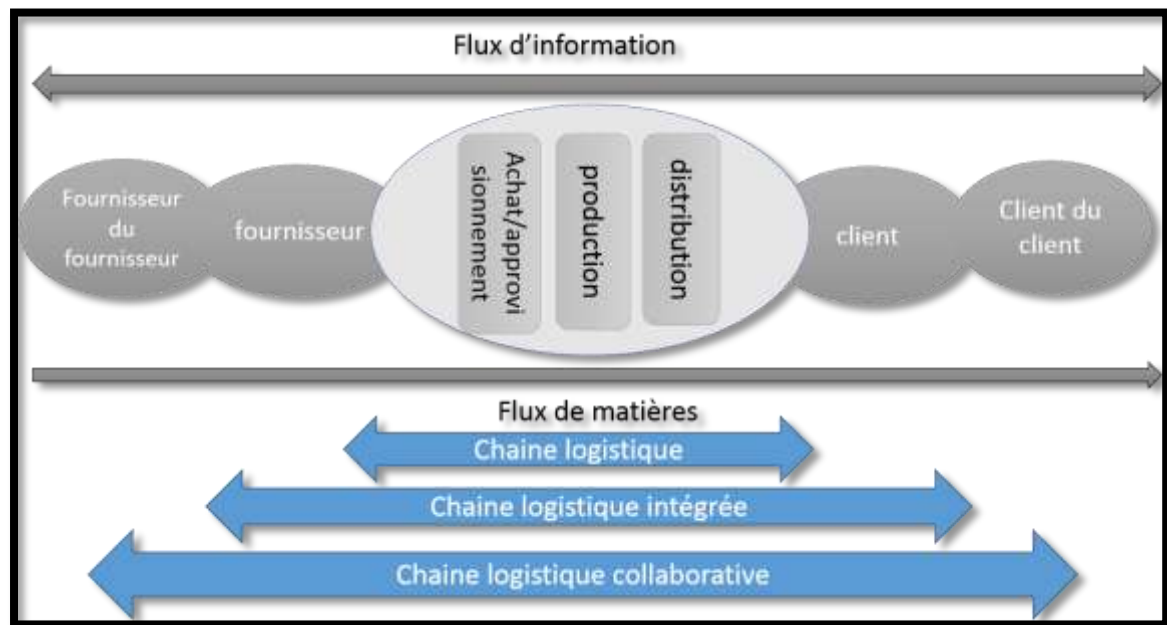 Flux d’information
Fournisseur
du
fournisseur
fournisseur
Achat/approvi
sionnement
production
distribution
client
Client du
client
Flux de matières
Chaine logistique
Chaine logistique intégrée
Chaine logistique collaborative